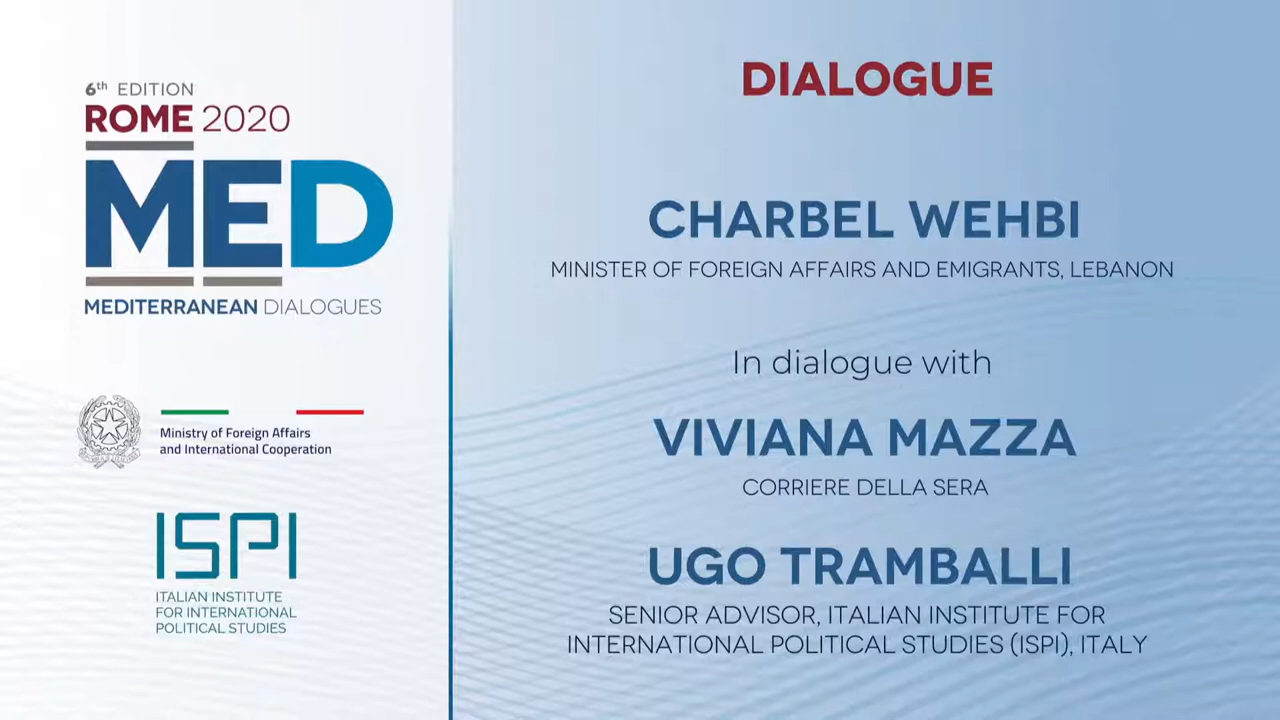 6th EDITION
ROME 2020
MED
MEDITERRANEAN DIALOGUES
Ministry of Foreign Affairs
and International Cooperation
ISPI
ITALIAN INSTITUTE
FOR INTERNATIONAL
POLITICAL STUDIES
DIALOGUE
CHARBEL WEHBI
MINISTER OF FOREIGN AFFAIRS AND EMIGRANTS, LEBANON
In dialogue with
VIVIANA MAZZA
CORRIERE DELLA SERA
UGO TRAMBALLI
SENIOR ADVISOR, ITALIAN INSTITUTE FOR
INTERNATIONAL POLITICAL STUDIES (ISPI), ITALY